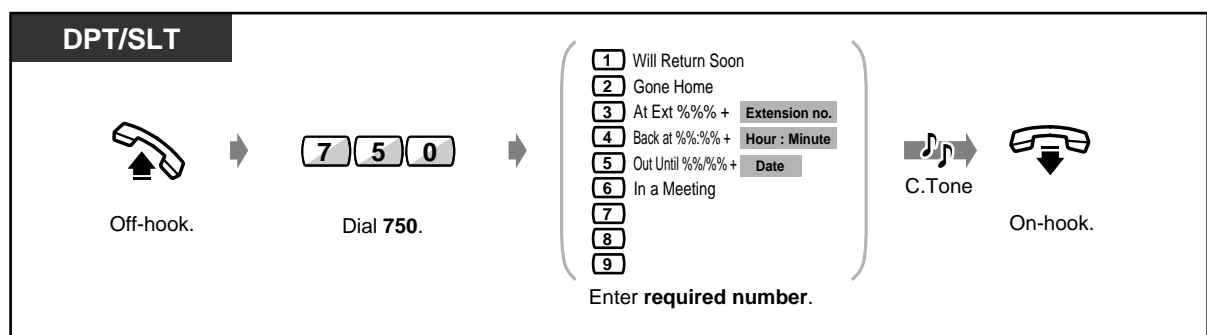 DPT/SLT
1 Will Return Soon
2 Gone Home
3 At Ext %%% + Extension no.
4 Back at %%:%% + Hour : Minute
5 Out Until %%/%% + Date
6 In a Meeting
7
8
9
7 5 0
C.Tone
Off-hook.
Dial 750.
On-hook.
Enter required number.